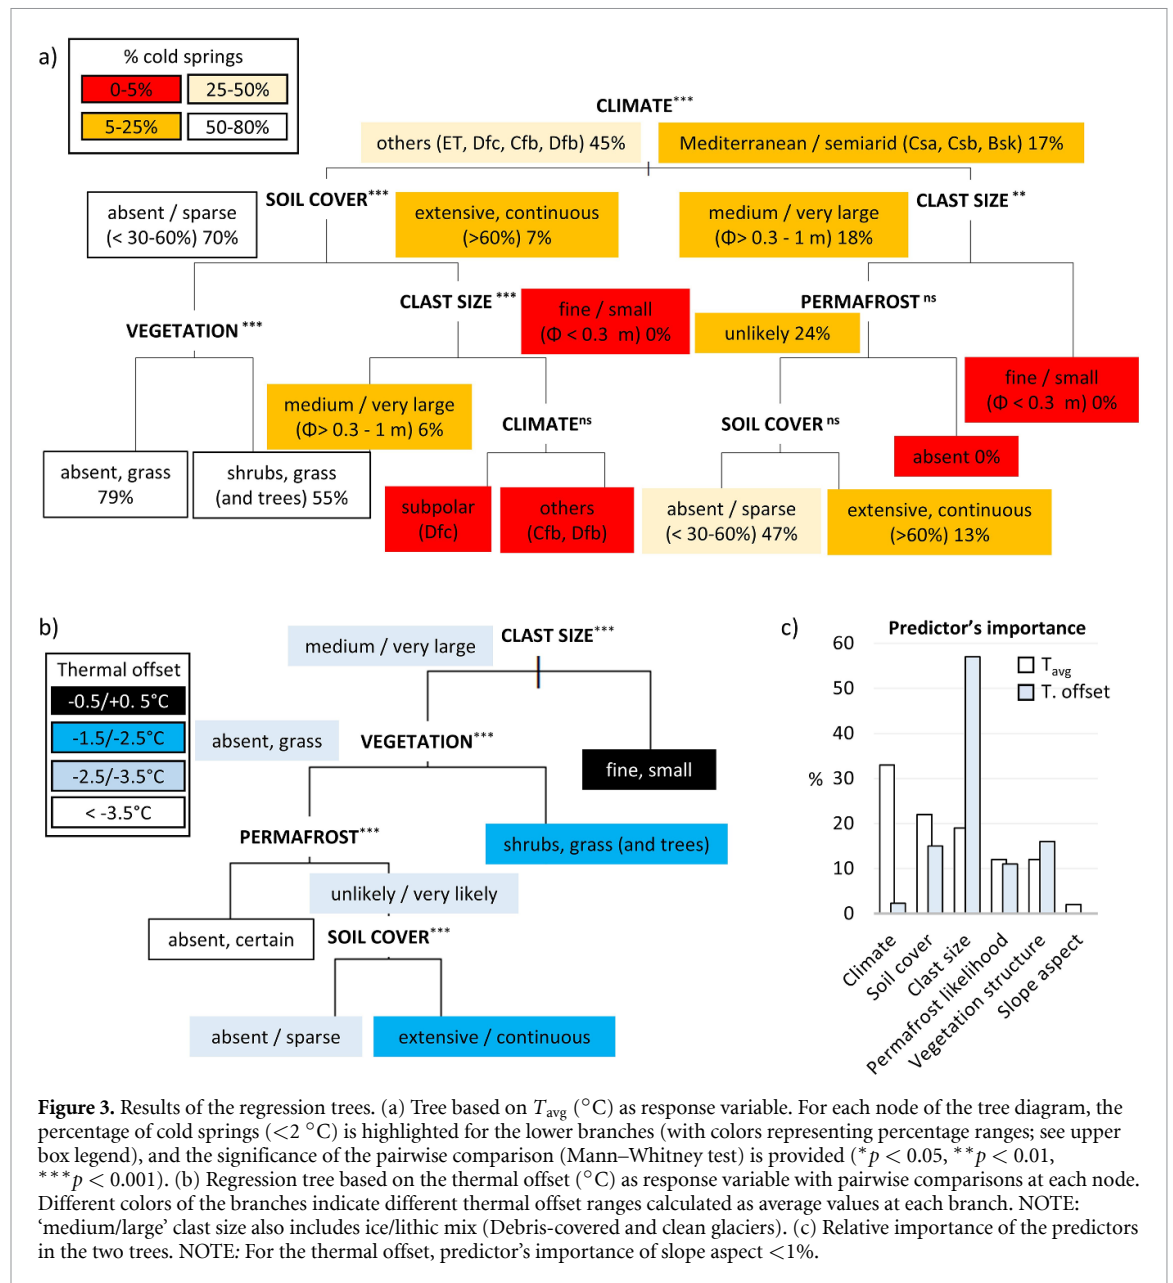 a)
% cold springs
0-5%
25-50%
5-25%
50-80%
CLIMATE***
others (ET, Dfc, Cfb, Dfb) 45%
Mediterranean / semiarid (Csa, Csb, Bsk) 17%
SOIL COVER***
absent / sparse
(< 30-60%) 70%
extensive, continuous
(>60%) 7%
medium / very large
(Φ> 0.3 - 1 m) 18%
CLAST SIZE **
VEGETATION ***
CLAST SIZE ***
fine / small
(Φ < 0.3 m) 0%
PERMAFROST ns
unlikely 24%
fine / small
(Φ < 0.3 m) 0%
medium / very large
(Φ> 0.3 - 1 m) 6%
CLIMATEns
SOIL COVER ns
absent 0%
absent, grass
79%
shrubs, grass
(and trees) 55%
subpolar
(Dfc)
others
(Cfb, Dfb)
absent / sparse
(< 30-60%) 47%
extensive, continuous
(>60%) 13%
b)
Thermal offset
-0.5/+0. 5°C
-1.5/-2.5°C
-2.5/-3.5°C
< -3.5°C
medium / very large
CLAST SIZE***
absent, grass
VEGETATION***
fine, small
PERMAFROST***
shrubs, grass (and trees)
unlikely / very likely
absent, certain
SOIL COVER***
absent / sparse
extensive / continuous
c)
Predictor's importance
Tavg
T. offset
%
60
50
40
30
20
10
0
Climate
Soil cover
Clast size
Permafrost likelihood
Vegetation structure
Slope aspect
Figure 3. Results of the regression trees. (a) Tree based on Tavg (°C) as response variable. For each node of the tree diagram, the
percentage of cold springs (<2 °C) is highlighted for the lower branches (with colors representing percentage ranges; see upper
box legend), and the significance of the pairwise comparison (Mann–Whitney test) is provided (*p < 0.05, **p < 0.01,
***p < 0.001). (b) Regression tree based on the thermal offset (°C) as response variable with pairwise comparisons at each node.
Different colors of the branches indicate different thermal offset ranges calculated as average values at each branch. NOTE:
'medium/large' clast size also includes ice/lithic mix (Debris-covered and clean glaciers). (c) Relative importance of the predictors
in the two trees. NOTE: For the thermal offset, predictor's importance of slope aspect <1%.